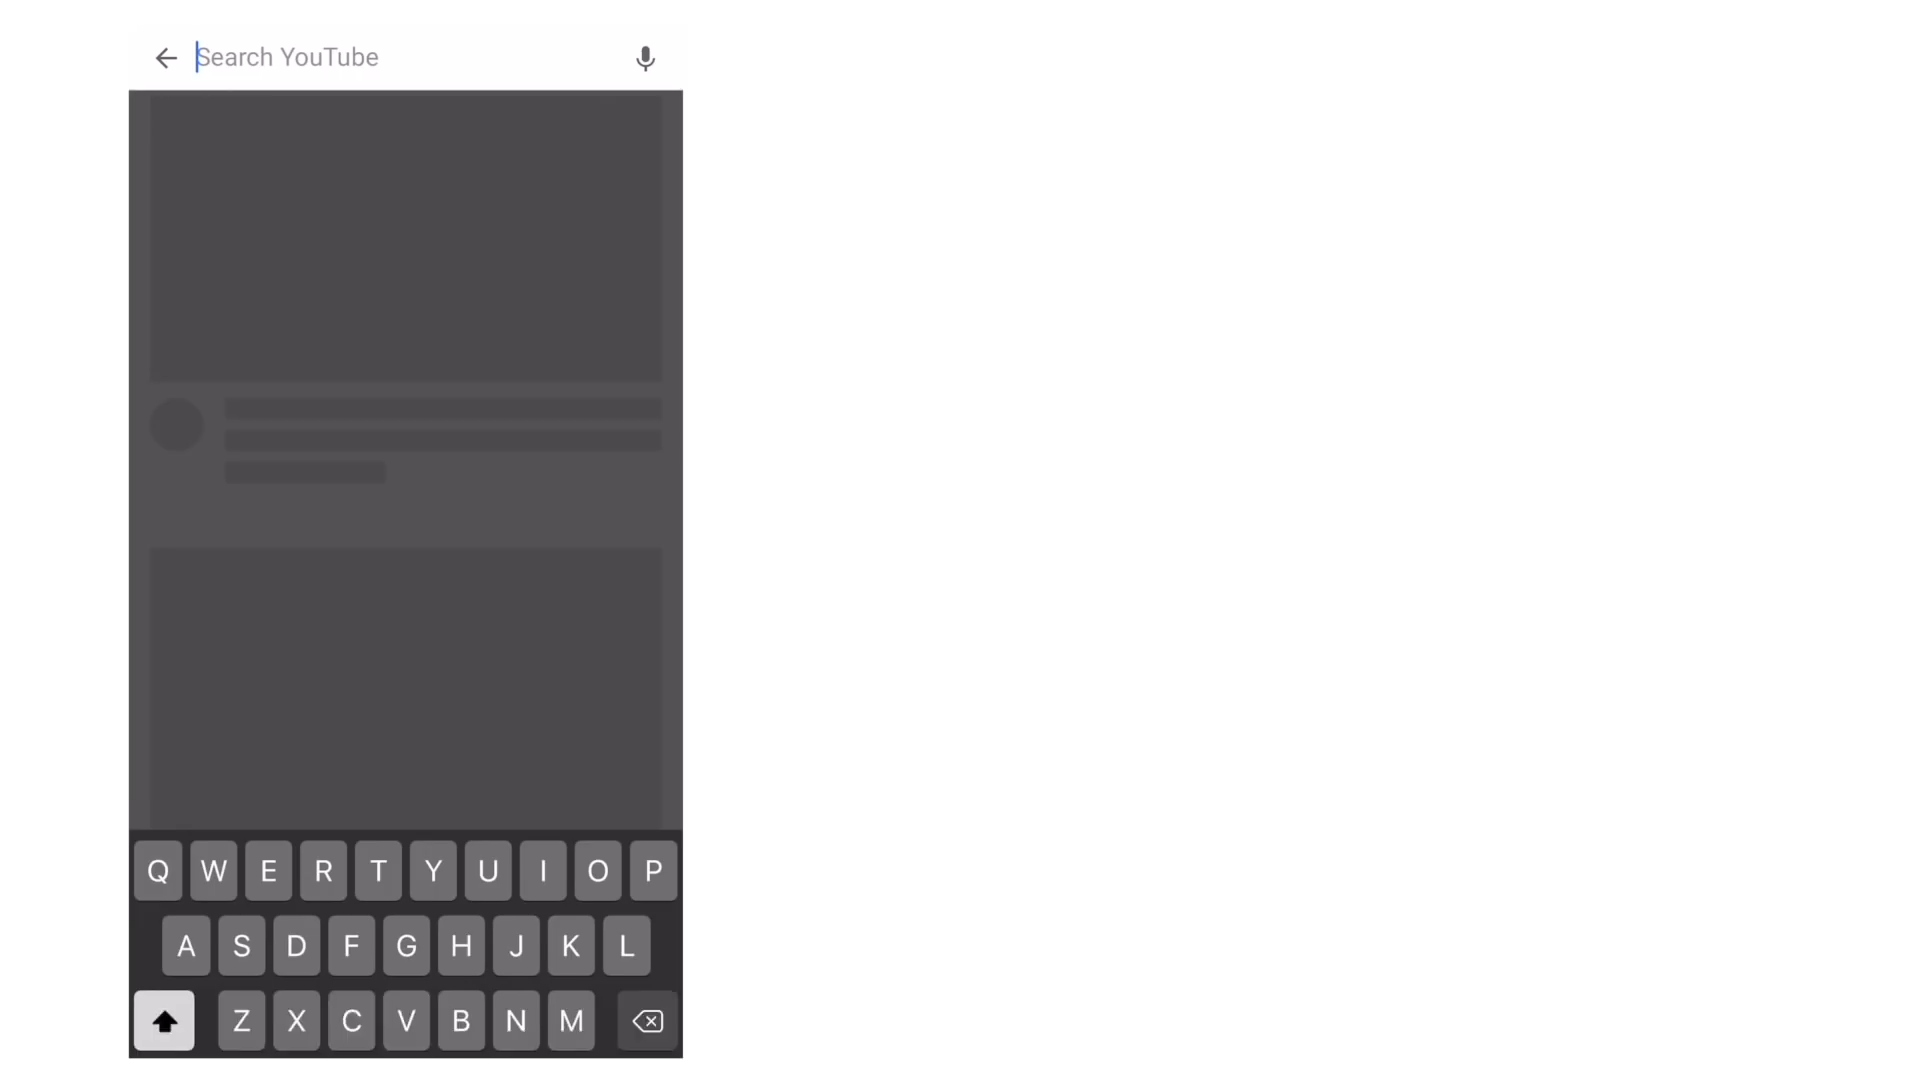 Search YouTube
Q W E R T Y U I O P
A S D F G H J K L
Z X C V B N M